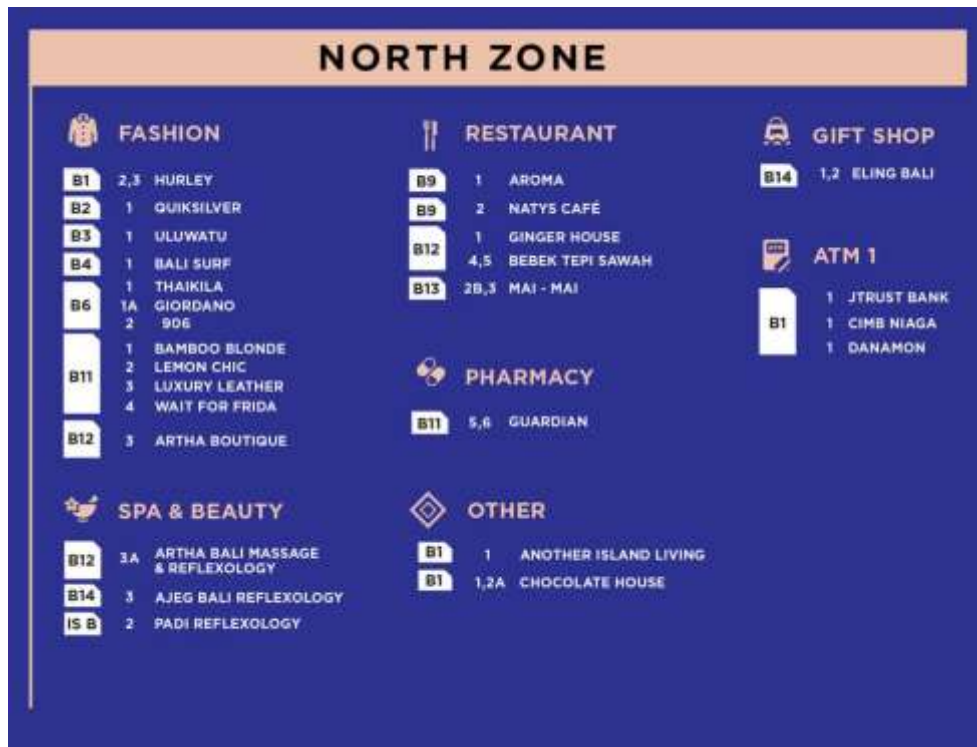 NORTH ZONE
FASHION
B1 2,3 HURLEY
B2 1 QUIKSILVER
B3 1 ULUWATU
B4 1 BALI SURF
B6 1 THAIKILA
1A GIORDANO
2 906
B11 1 BAMBOO BLONDE
2 LEMON CHIC
3 LUXURY LEATHER
4 WAIT FOR FRIDA
B12 3 ARTHA BOUTIQUE
SPA & BEAUTY
B12 3A ARTHA BALI MASSAGE
& REFLEXOLOGY
B14 3 AJEG BALI REFLEXOLOGY
IS B 2 PADI REFLEXOLOGY
RESTAURANT
B9 1 AROMA
B9 2 NATYS CAFÉ
B12 1 GINGER HOUSE
4,5 BEBEK TEPI SAWAH
B13 2B,3 MAI - MAI
PHARMACY
B11 5,6 GUARDIAN
OTHER
B1 1 ANOTHER ISLAND LIVING
B1 1,2A CHOCOLATE HOUSE
GIFT SHOP
B14 1,2 ELING BALI
ATM 1
B1 1 JTRUST BANK
1 CIMB NIAGA
1 DANAMON